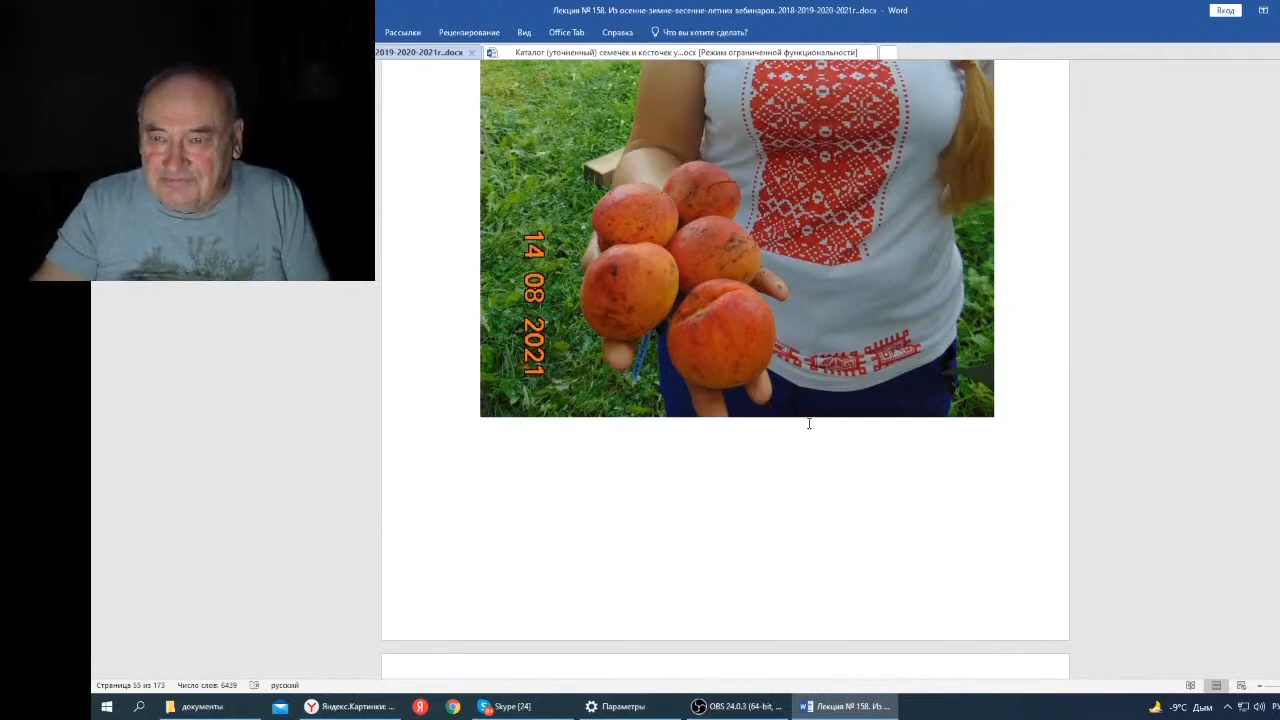 Лекция № 158. Из осенне-зимне-весенне-летних вебинаров. 2018-2019-2020-2021г..docx - Word
Вход
Рассылки Рецензирование Вид Office Tab Справка Что вы хотите сделать?
2019-2020-2021г..docx
Каталог (уточненный) семечек и косточек у...осх [Режим ограниченной функциональности]
14 08 2021
Страница 55 из 173 Число слов: 6439 русский
документы
Яндекс.Картинки: ...
Skype [24]
Параметры
OBS 24.0.3 (64-bit, ...
Лекция № 158. Из ...
-9°C Дым